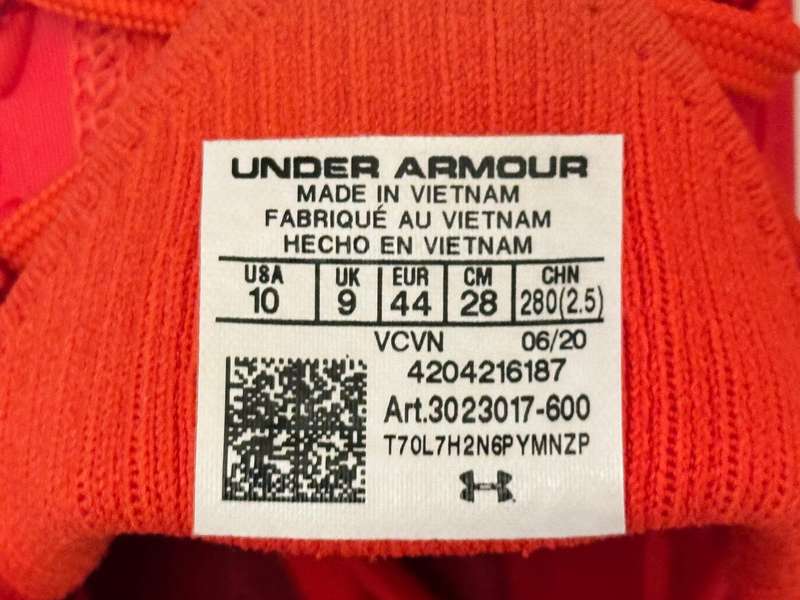 UNDER ARMOUR
MADE IN VIETNAM
FABRIQUÉ AU VIETNAM
HECHO EN VIETNAM
USA UK EUR CM CHN
10 9 44 28 280(2.5)
VCVN 06/20
4204216187
Art.3023017-600
T70L7H2N6PYMNZP